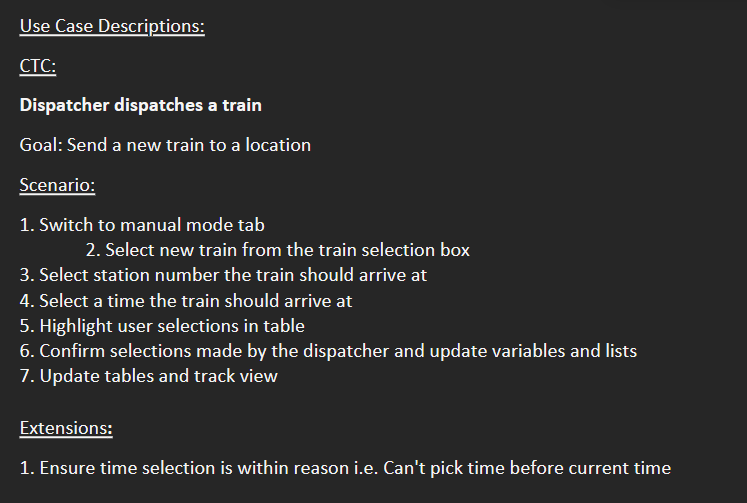 Use Case Descriptions:
CTC:
Dispatcher dispatches a train
Goal: Send a new train to a location
Scenario:
1. Switch to manual mode tab
2. Select new train from the train selection box
3. Select station number the train should arrive at
4. Select a time the train should arrive at
5. Highlight user selections in table
6. Confirm selections made by the dispatcher and update variables and lists
7. Update tables and track view
Extensions:
1. Ensure time selection is within reason i.e. Can't pick time before current time